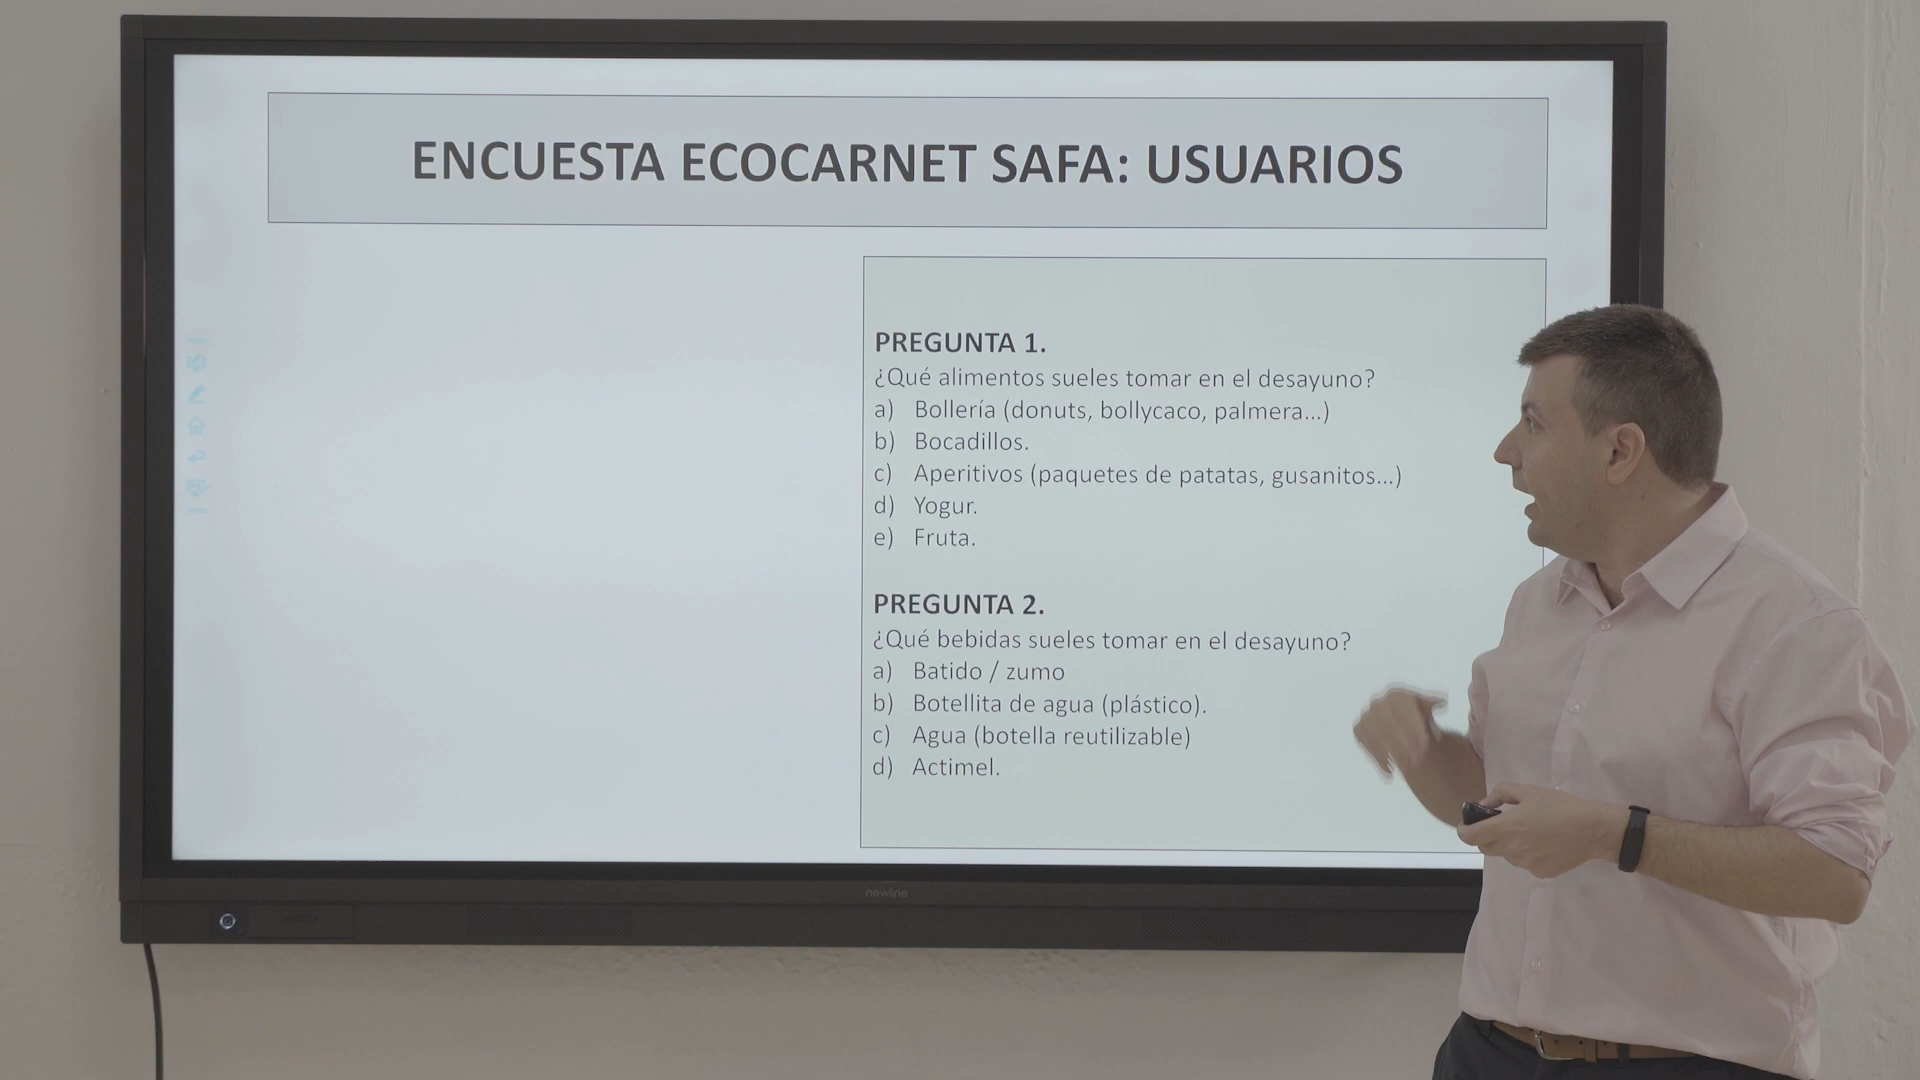 ENCUESTA ECOCARNET SAFA: USUARIOS
PREGUNTA 1.
¿Qué alimentos sueles tomar en el desayuno?
a) Bollería (donuts, bollycaco, palmera...)
b) Bocadillos.
c) Aperitivos (paquetes de patatas, gusanitos...)
d) Yogur.
e) Fruta.
PREGUNTA 2.
¿Qué bebidas sueles tomar en el desayuno?
a) Batido / zumo
b) Botellita de agua (plástico).
c) Agua (botella reutilizable)
d) Actimel.
newline